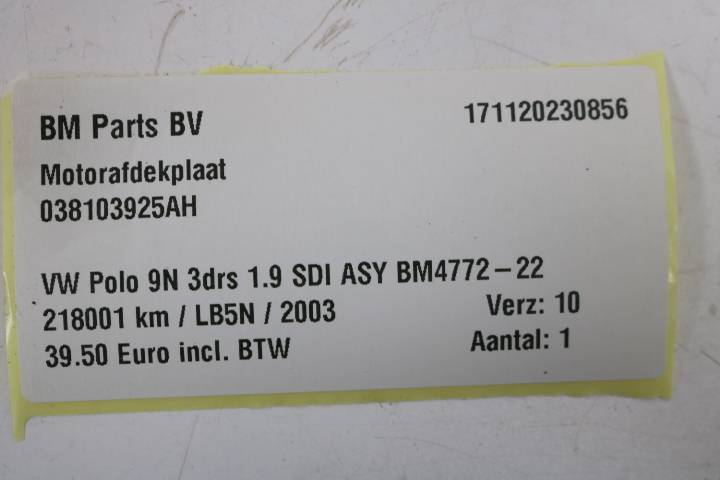 BM Parts BV 171120230856
Motorafdekplaat
038103925AH
VW Polo 9N 3drs 1.9 SDI ASY BM4772-22
218001 km / LB5N / 2003 Verz: 10
39.50 Euro incl. BTW Aantal: 1